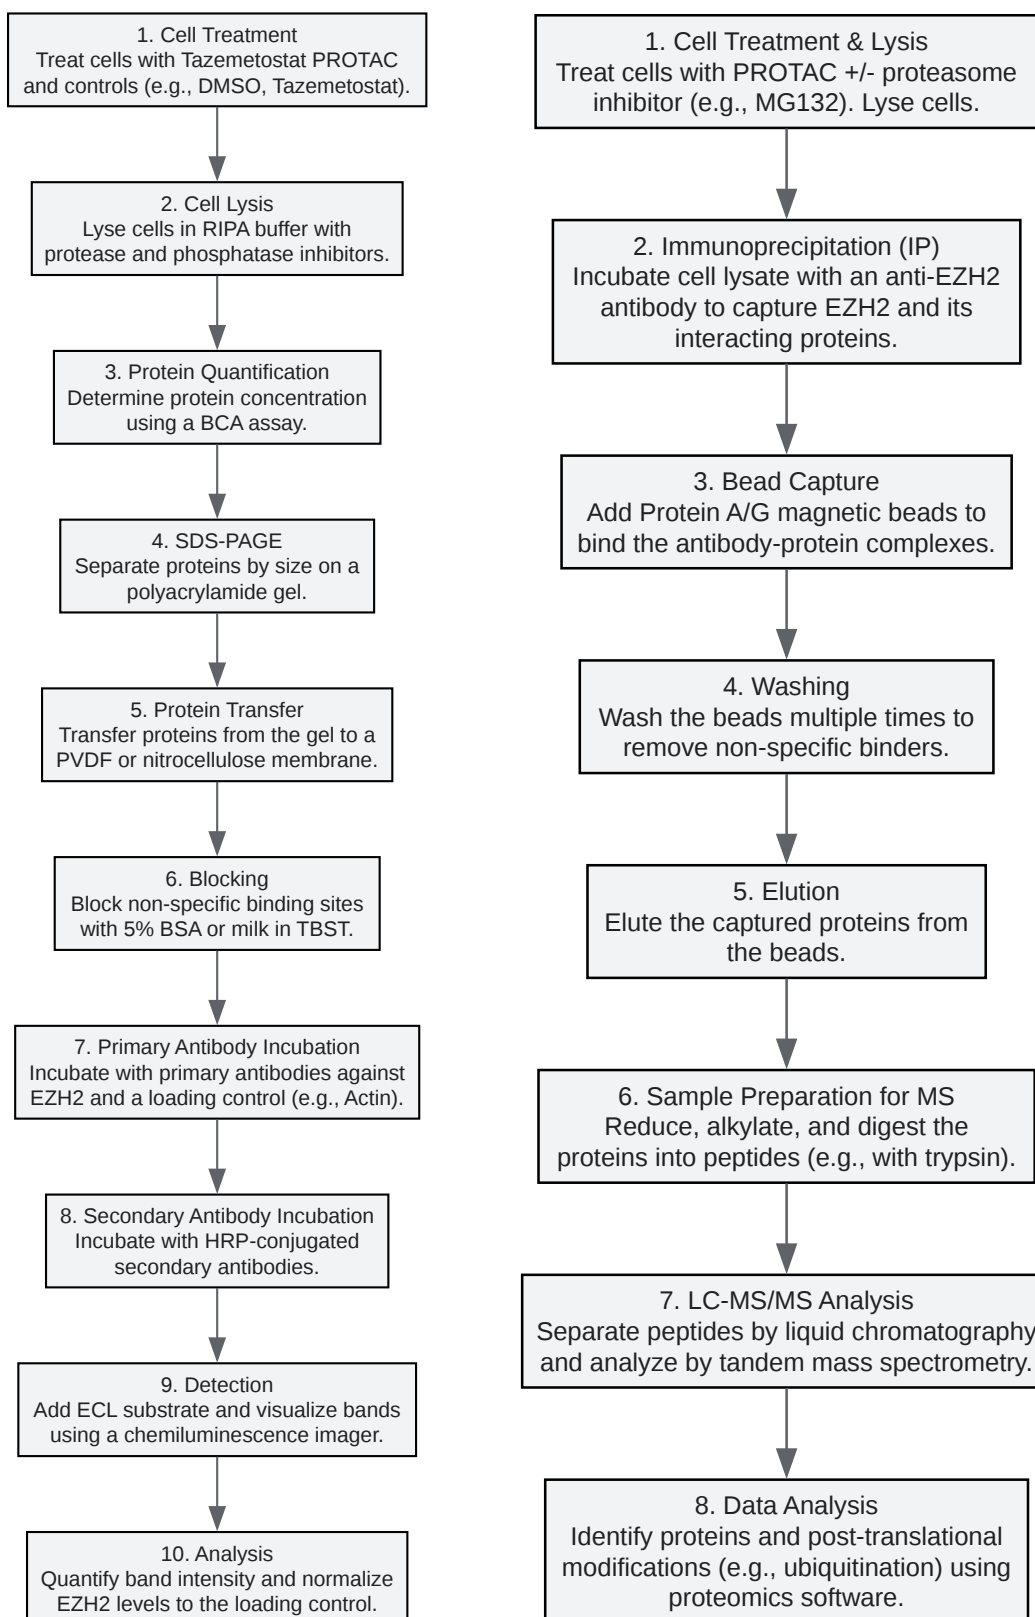 1. Cell Treatment
Treat cells with Tazemetostat PROTAC
and controls (e.g., DMSO, Tazemetostat).
2. Cell Lysis
Lyse cells in RIPA buffer with
protease and phosphatase inhibitors.
3. Protein Quantification
Determine protein concentration
using a BCA assay.
4. SDS-PAGE
Separate proteins by size on a
polyacrylamide gel.
5. Protein Transfer
Transfer proteins from the gel to a
PVDF or nitrocellulose membrane.
6. Blocking
Block non-specific binding sites
with 5% BSA or milk in TBST.
7. Primary Antibody Incubation
Incubate with primary antibodies against
EZH2 and a loading control (e.g., Actin).
8. Secondary Antibody Incubation
Incubate with HRP-conjugated
secondary antibodies.
9. Detection
Add ECL substrate and visualize bands
using a chemiluminescence imager.
10. Analysis
Quantify band intensity and normalize
EZH2 levels to the loading control.
1. Cell Treatment & Lysis
Treat cells with PROTAC +/- proteasome
inhibitor (e.g., MG132). Lyse cells.
2. Immunoprecipitation (IP)
Incubate cell lysate with an anti-EZH2
antibody to capture EZH2 and its
interacting proteins.
3. Bead Capture
Add Protein A/G magnetic beads to
bind the antibody-protein complexes.
4. Washing
Wash the beads multiple times to
remove non-specific binders.
5. Elution
Elute the captured proteins from
the beads.
6. Sample Preparation for MS
Reduce, alkylate, and digest the
proteins into peptides (e.g., with trypsin).
7. LC-MS/MS Analysis
Separate peptides by liquid chromatography
and analyze by tandem mass spectrometry.
8. Data Analysis
Identify proteins and post-translational
modifications (e.g., ubiquitination) using
proteomics software.